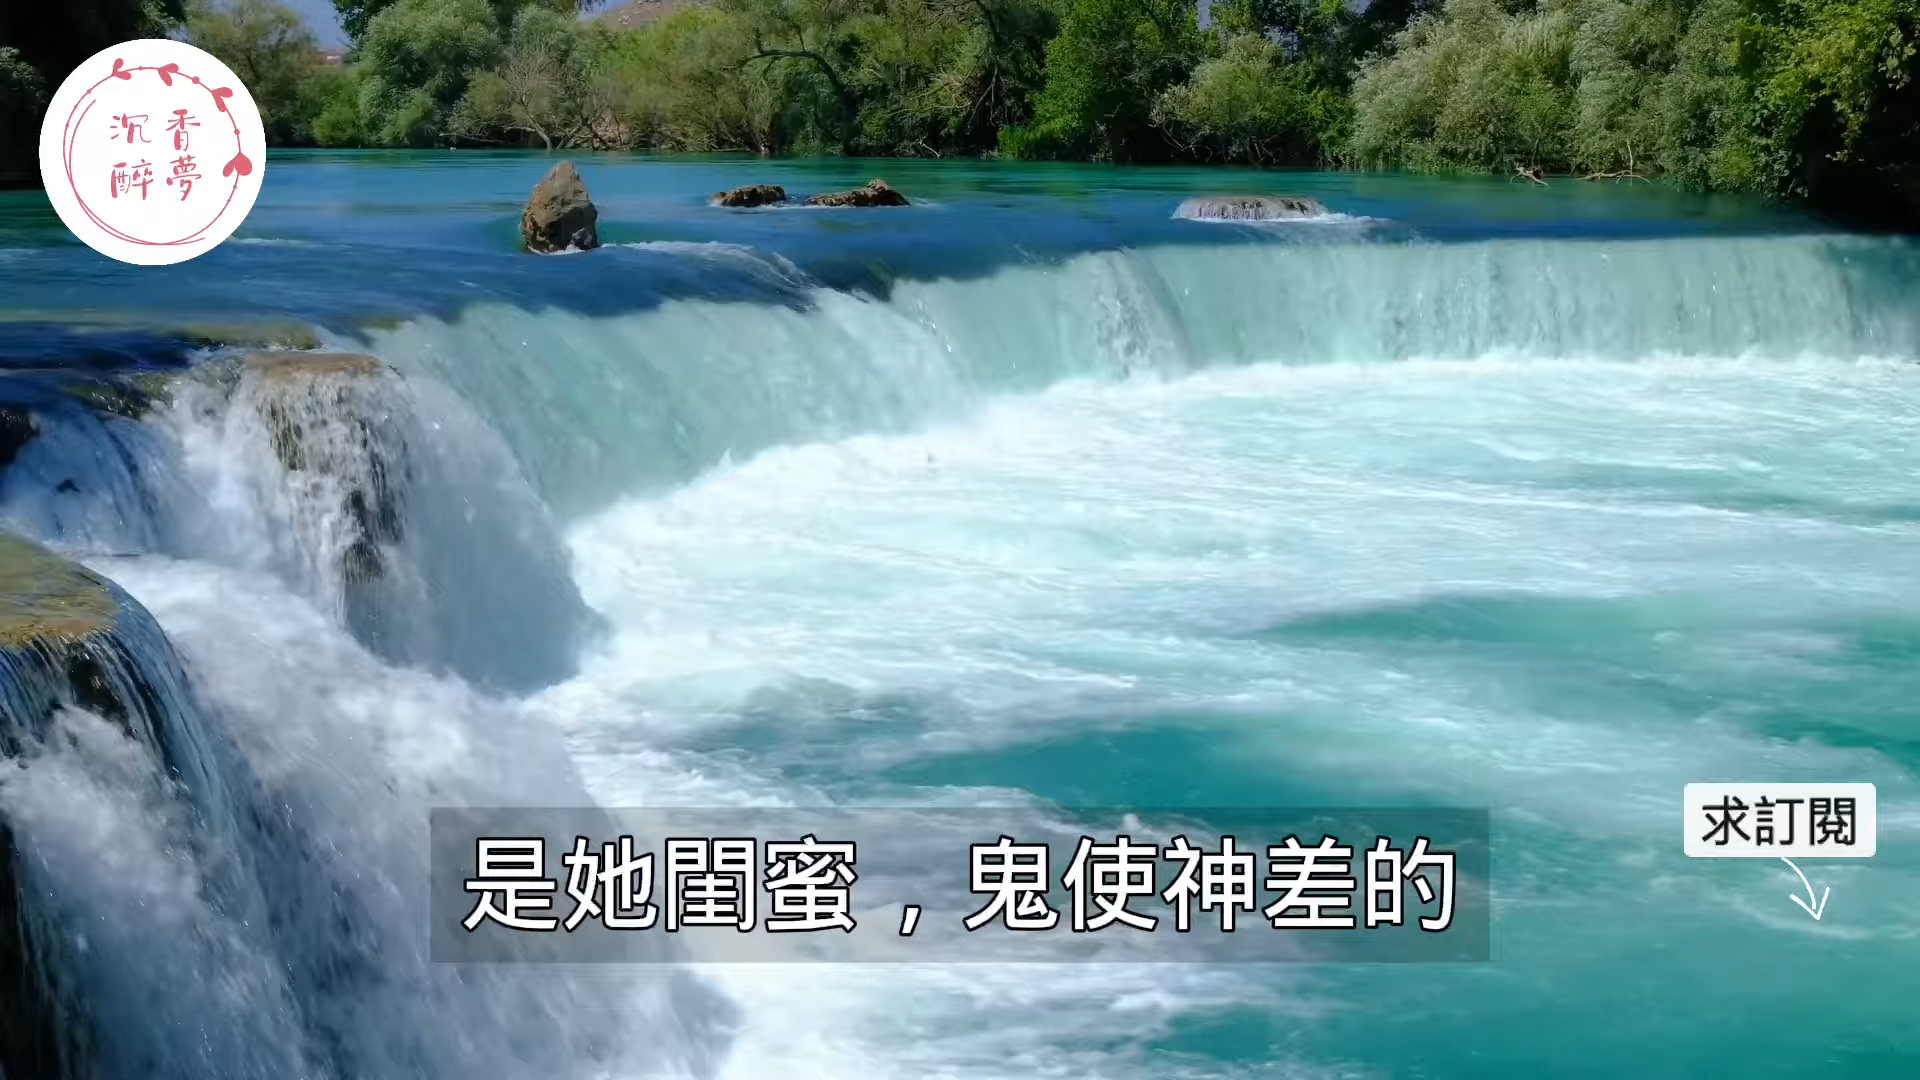 沉香
醉夢
求訂閱
是她閨蜜，鬼使神差的